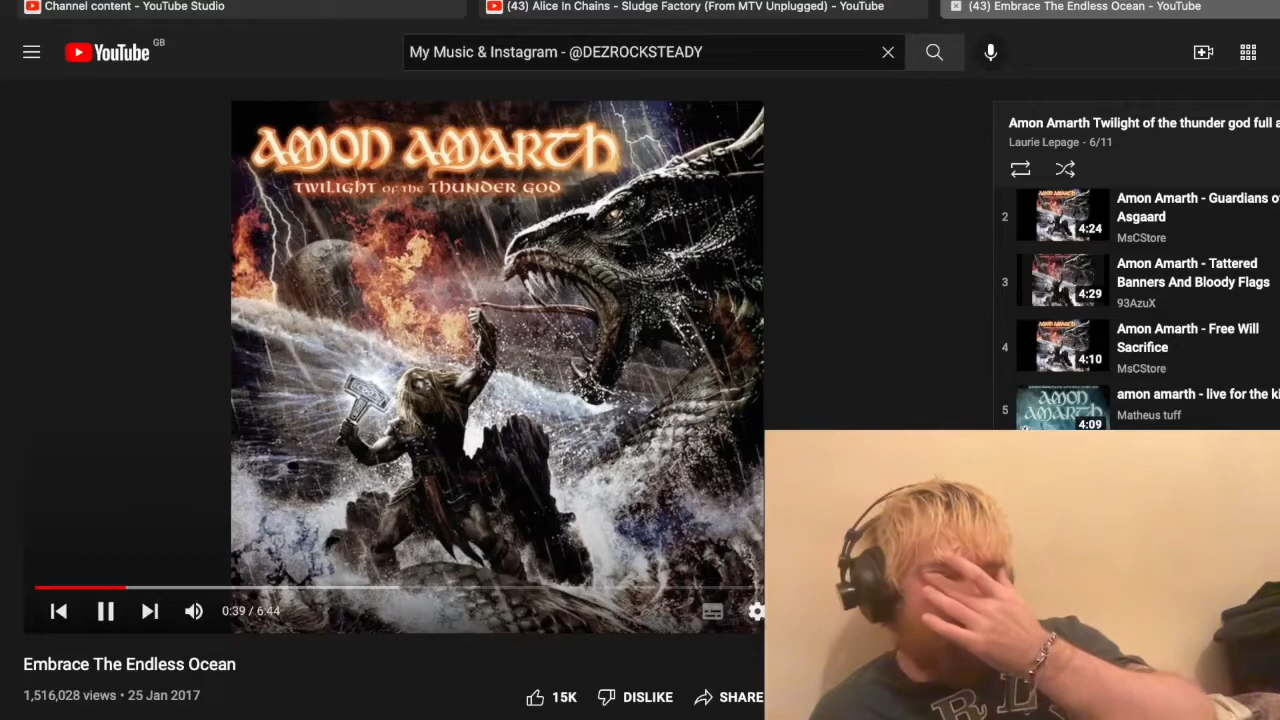 Channel content - YouTube Studio
(43) Alice In Chains - Sludge Factory (From MTV Unplugged) - YouTube
(43) Embrace The Endless Ocean - YouTube
YouTube GB
My Music & Instagram - @DEZROCKSTEADY
AMON AMARTH
TWILIGHT OF THE THUNDER GOD
0:39 / 6:44
Embrace The Endless Ocean
1,516,028 views • 25 Jan 2017
15K
DISLIKE
SHARE
Amon Amarth Twilight of the thunder god full a
Laurie Lepage - 6/11
2
4:24
Amon Amarth - Guardians o
Asgaard
MsCStore
3
4:29
Amon Amarth - Tattered
Banners And Bloody Flags
93AzuX
4
4:10
Amon Amarth - Free Will
Sacrifice
MsCStore
5
AMON
AMARTH
4:09
amon amarth - live for the ki
Matheus tuff